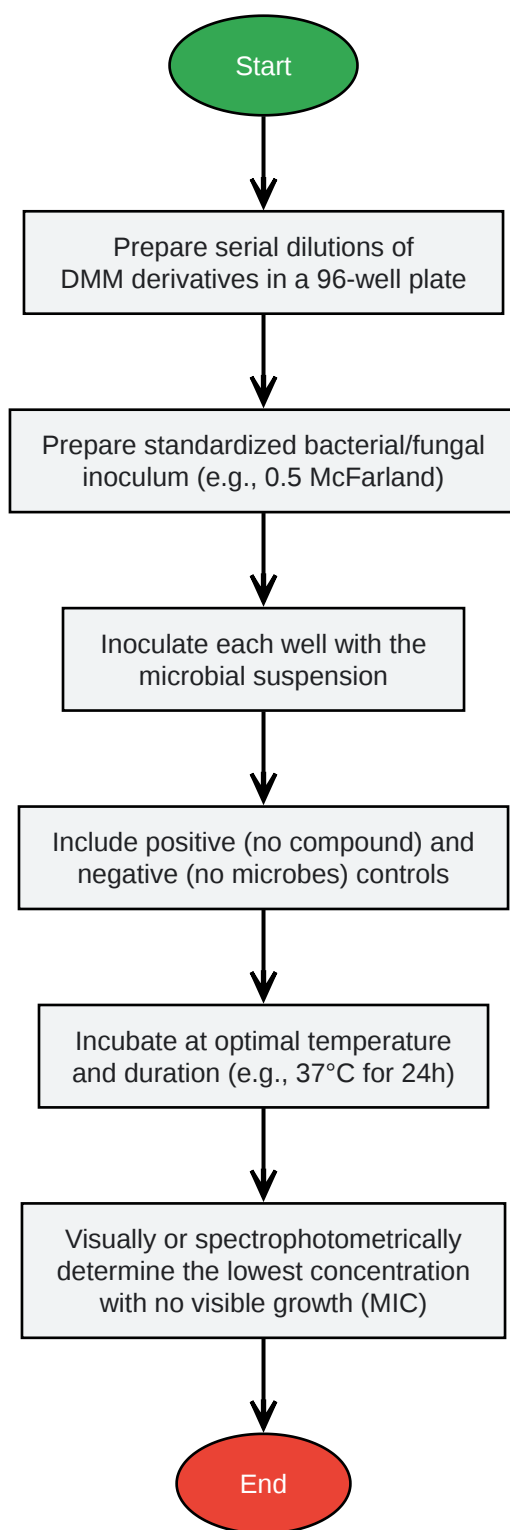 Start
Prepare serial dilutions of
DMM derivatives in a 96-well plate
Prepare standardized bacterial/fungal
inoculum (e.g., 0.5 McFarland)
Inoculate each well with the
microbial suspension
Include positive (no compound) and
negative (no microbes) controls
Incubate at optimal temperature
and duration (e.g., 37°C for 24h)
Visually or spectrophotometrically
determine the lowest concentration
with no visible growth (MIC)
End